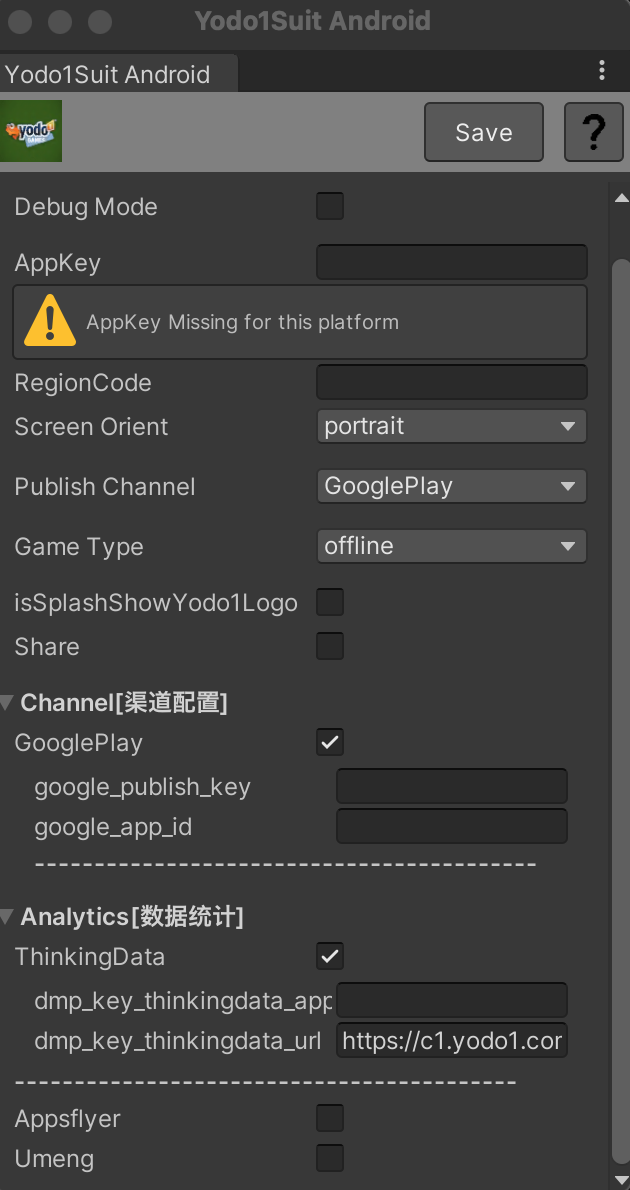 Yodo1Suit Android
Yodo1Suit Android
yodo1
GAMES
Save
?
Debug Mode
AppKey
AppKey Missing for this platform
RegionCode
Screen Orient portrait
Publish Channel GooglePlay
Game Type offline
isSplashShowYodo1Logo
Share
Channel[渠道配置]
GooglePlay
google_publish_key
google_app_id
------------------------------------------
Analytics[数据统计]
ThinkingData
dmp_key_thinkingdata_app
dmp_key_thinkingdata_url https://c1.yodo1.cor
------------------------------------------
Appsflyer
Umeng